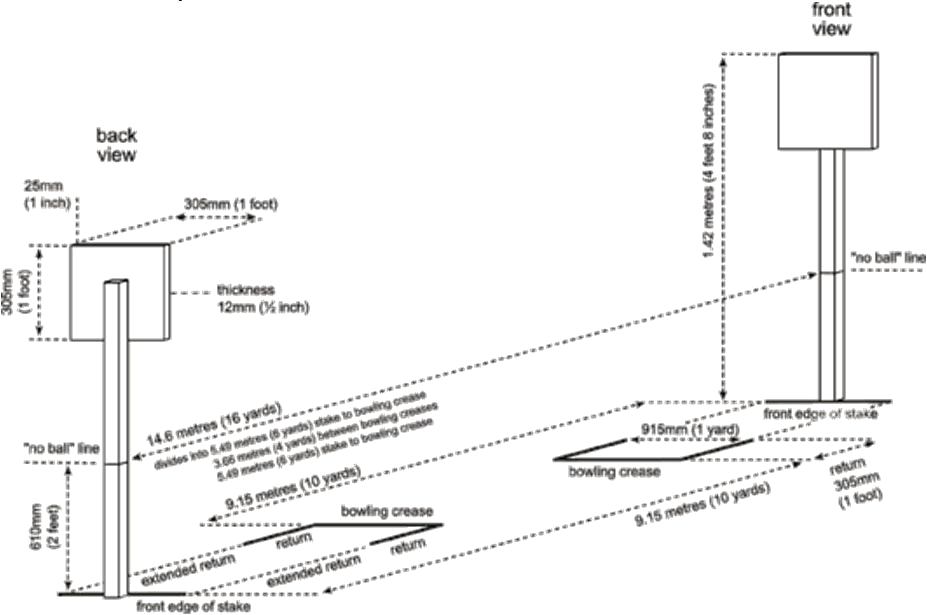 front
view
back
view
25mm
(1 inch)
305mm (1 foot)
305mm
(1 foot)
thickness
12mm (½ inch)
1.42 metres (4 feet 8 inches)
"no ball" line
14.6 metres (16 yards)
divides into 5.49 metres (6 yards) stake to bowling crease
3.66 metres (4 yards) between bowling creases
5.49 metres (6 yards) stake to bowling crease
9.15 metres (10 yards)
"no ball" line
610mm
(2 feet)
front edge of stake
915mm (1 yard)
bowling crease
return
305mm
(1 foot)
9.15 metres (10 yards)
bowling crease
return
return
extended return
extended return
front edge of stake